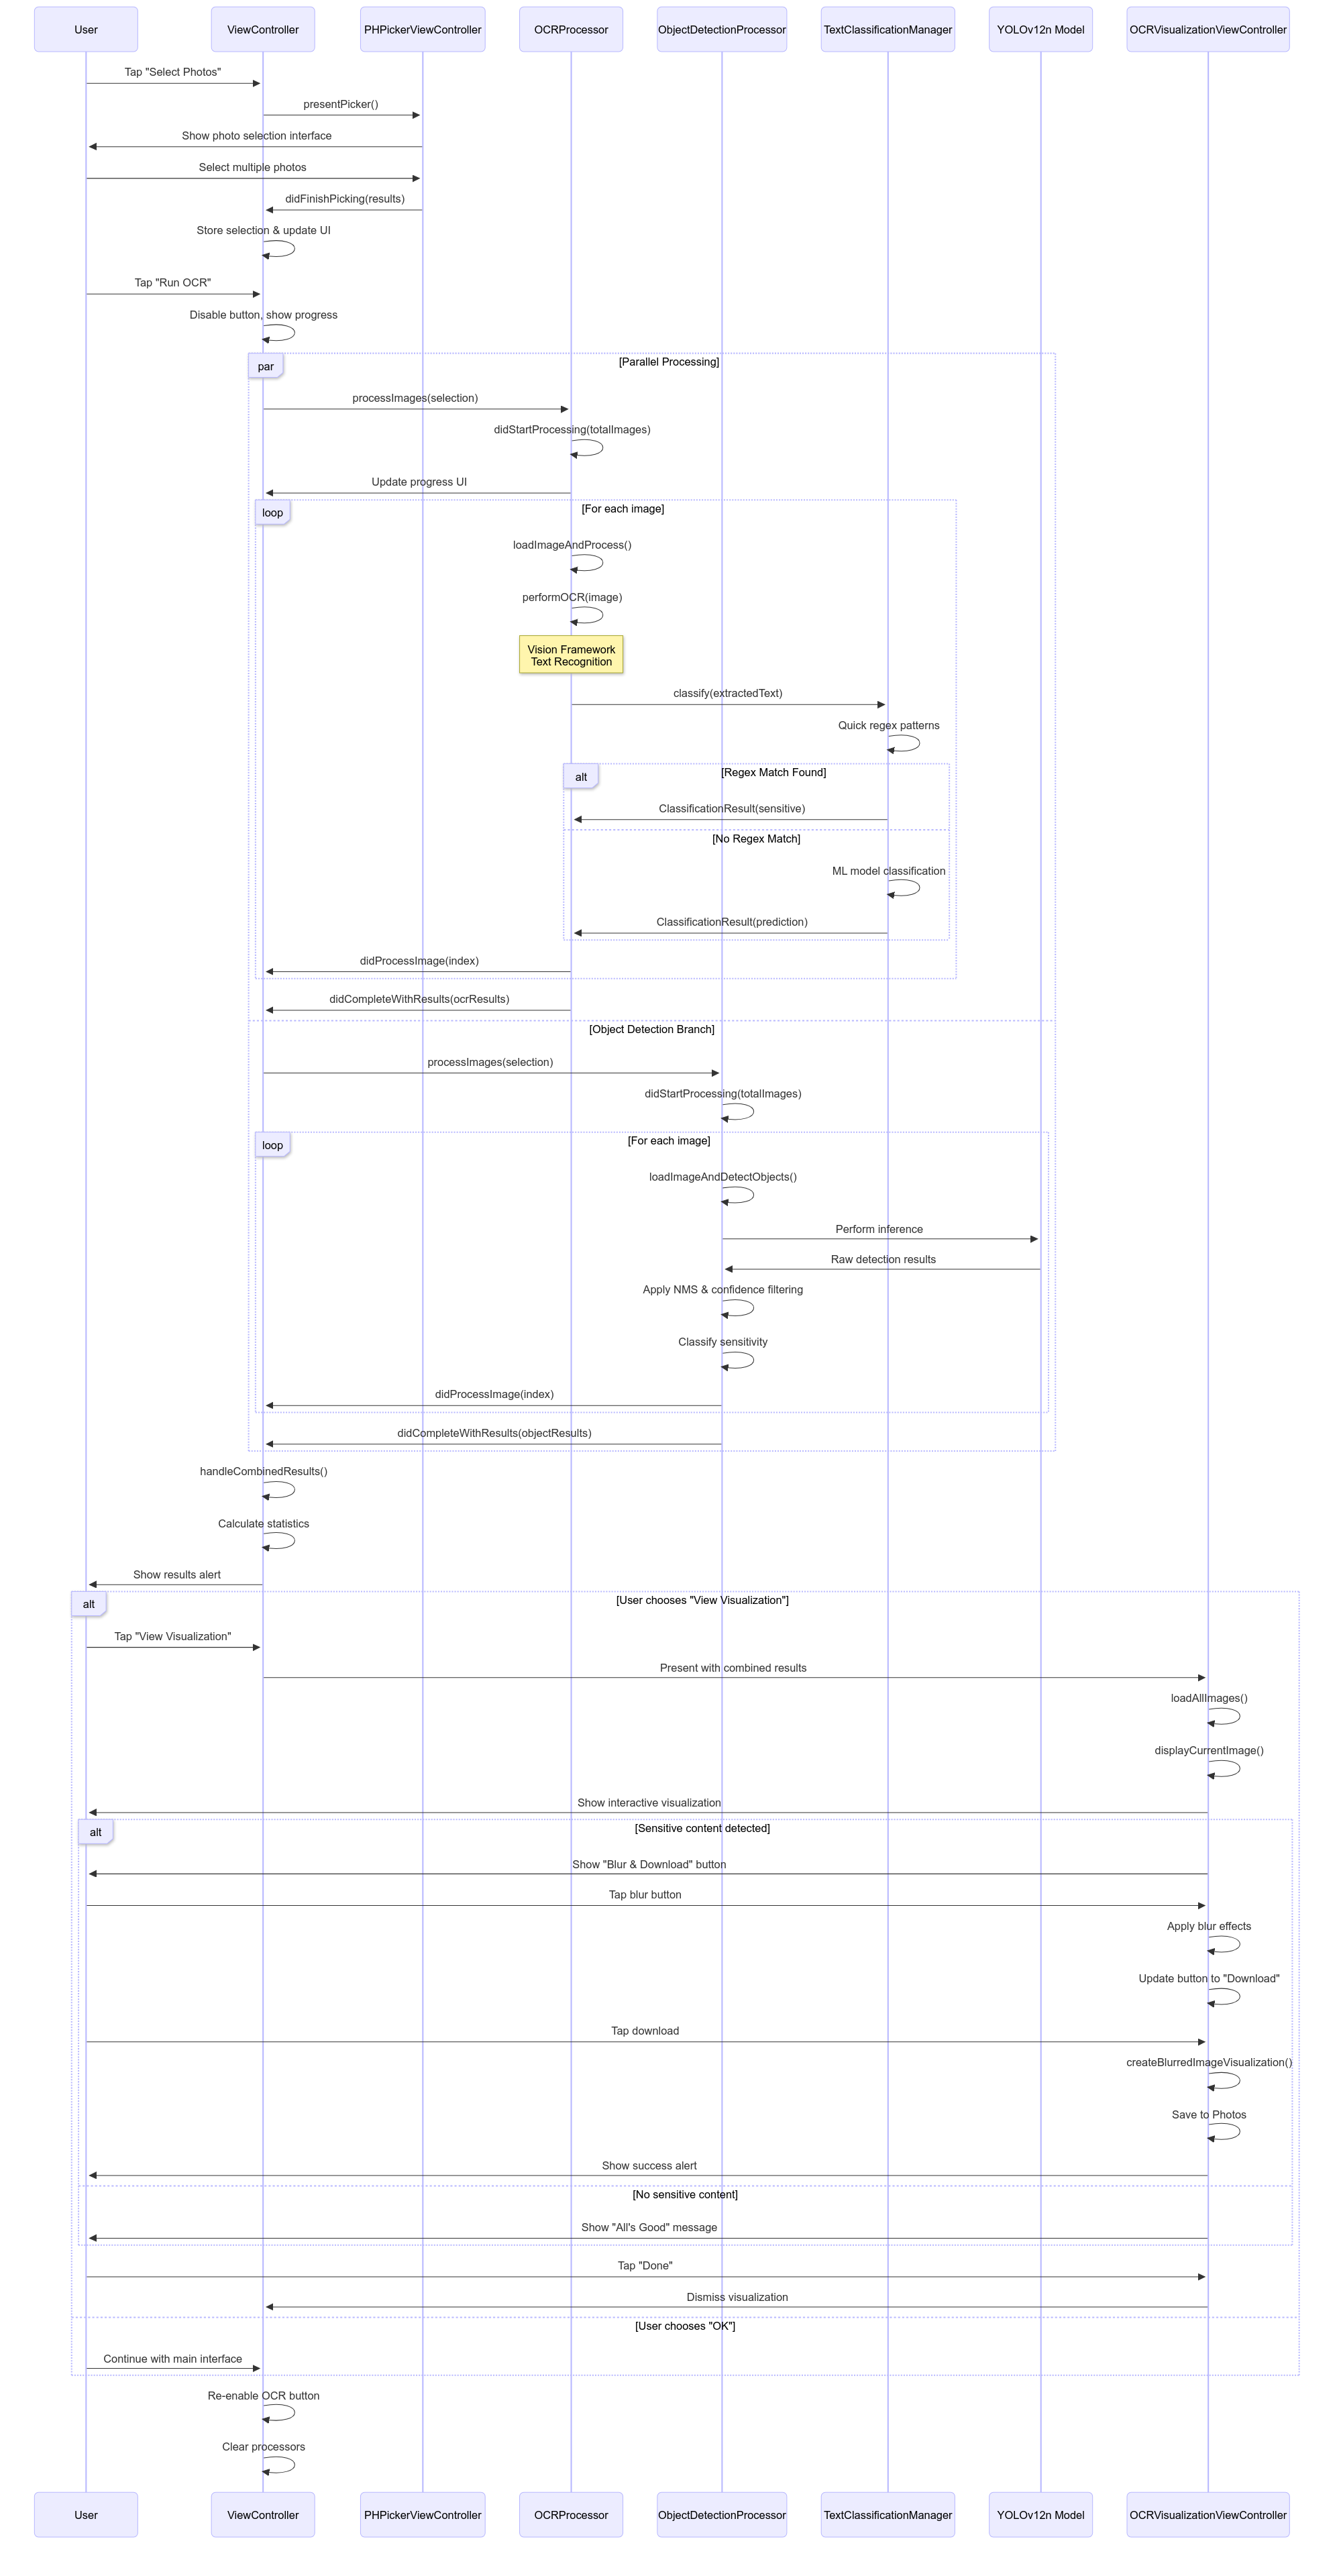 User
ViewController
PHPickerViewController
OCRProcessor
ObjectDetectionProcessor
TextClassificationManager
YOLOv12n Model
OCRVisualizationViewController
Tap "Select Photos"
presentPicker()
Show photo selection interface
Select multiple photos
didFinishPicking(results)
Store selection & update UI
Tap "Run OCR"
Disable button, show progress
par
[Parallel Processing]
processImages(selection)
didStartProcessing(totalImages)
Update progress UI
loop
[For each image]
loadImageAndProcess()
performOCR(image)
Vision Framework
Text Recognition
classify(extractedText)
Quick regex patterns
alt
[Regex Match Found]
ClassificationResult(sensitive)
[No Regex Match]
ML model classification
ClassificationResult(prediction)
didProcessImage(index)
didCompleteWithResults(ocrResults)
[Object Detection Branch]
processImages(selection)
didStartProcessing(totalImages)
loop
[For each image]
loadImageAndDetectObjects()
Perform inference
Raw detection results
Apply NMS & confidence filtering
Classify sensitivity
didProcessImage(index)
didCompleteWithResults(objectResults)
handleCombinedResults()
Calculate statistics
Show results alert
alt
[User chooses "View Visualization"]
Tap "View Visualization"
Present with combined results
loadAllImages()
displayCurrentImage()
Show interactive visualization
alt
[Sensitive content detected]
Show "Blur & Download" button
Tap blur button
Apply blur effects
Update button to "Download"
Tap download
createBlurredImageVisualization()
Save to Photos
Show success alert
[No sensitive content]
Show "All's Good" message
Tap "Done"
Dismiss visualization
[User chooses "OK"]
Continue with main interface
Re-enable OCR button
Clear processors
User
ViewController
PHPickerViewController
OCRProcessor
ObjectDetectionProcessor
TextClassificationManager
YOLOv12n Model
OCRVisualizationViewController